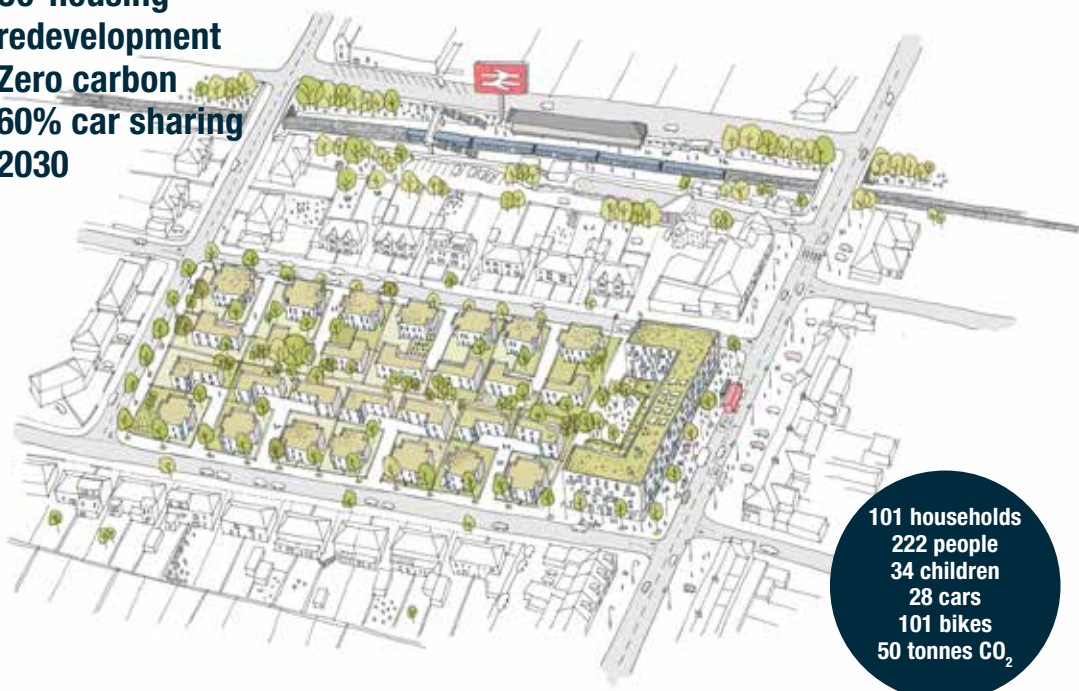 redevelopment
Zero carbon
60% car sharing
2030
101 households
222 people
34 children
28 cars
101 bikes
50 tonnes CO₂